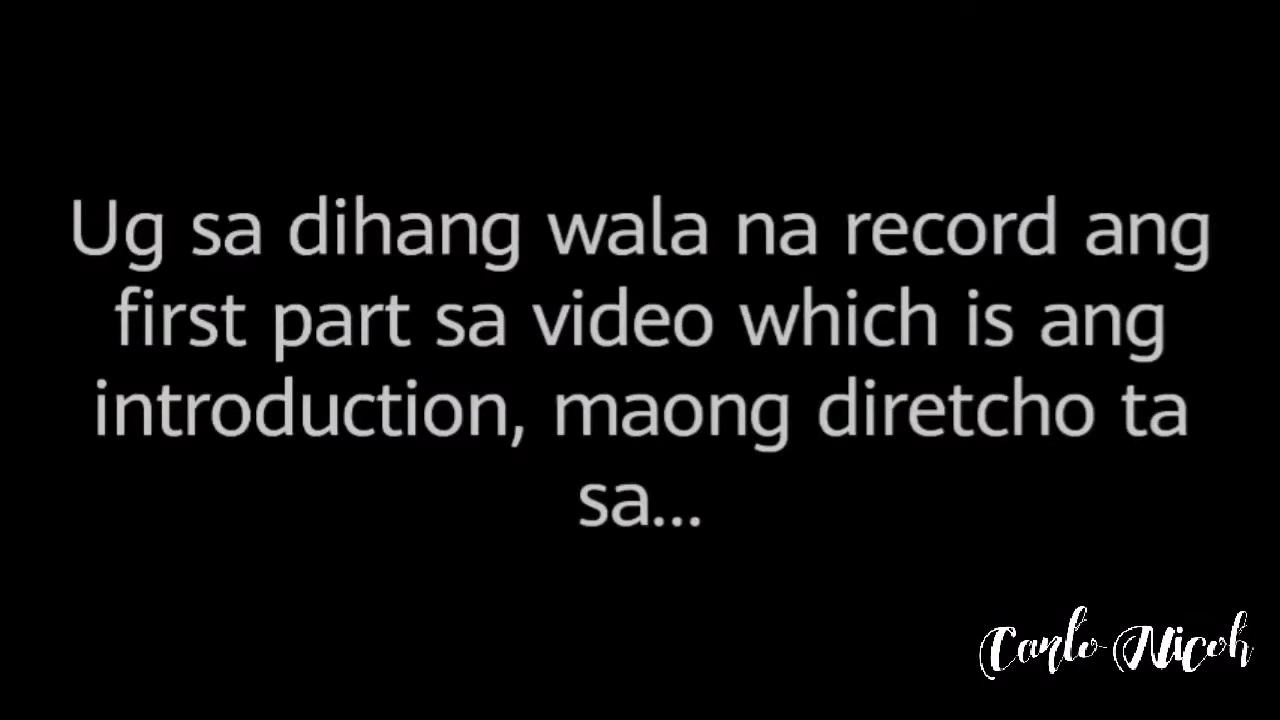 Ug sa dihang wala na record ang
first part sa video which is ang
introduction, maong diretcho ta
sa...
Carlo Nicoh